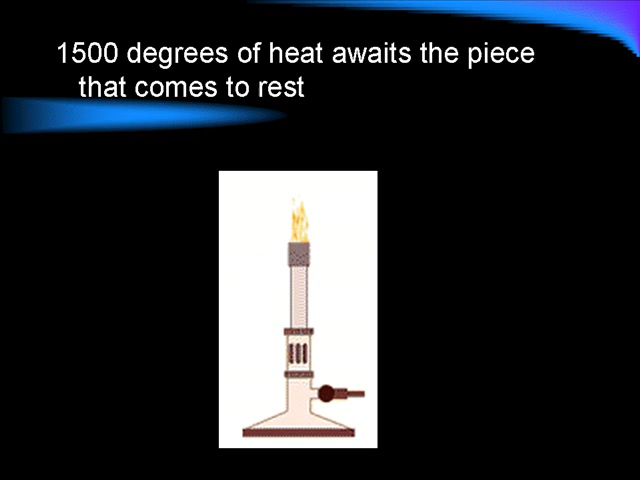 1500 degrees of heat awaits the piece
that comes to rest